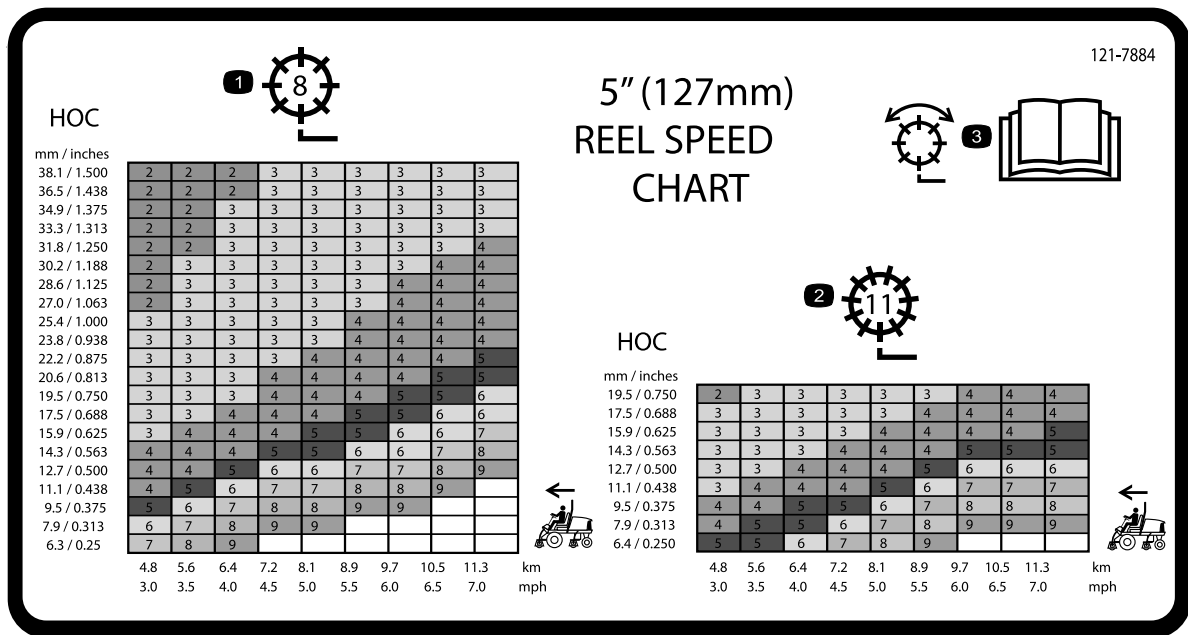 121-7884
1
8
5” (127mm)
REEL SPEED
CHART
3
HOC
mm / inches
38.1 / 1.500 2 2 2 3 3 3 3 3 3
36.5 / 1.438 2 2 2 3 3 3 3 3 3
34.9 / 1.375 2 2 3 3 3 3 3 3 3
33.3 / 1.313 2 2 3 3 3 3 3 3 3
31.8 / 1.250 2 2 3 3 3 3 3 3 4
30.2 / 1.188 2 3 3 3 3 3 3 4 4
28.6 / 1.125 2 3 3 3 3 3 4 4 4
27.0 / 1.063 2 3 3 3 3 3 4 4 4
25.4 / 1.000 3 3 3 3 3 4 4 4 4
23.8 / 0.938 3 3 3 3 3 4 4 4 4
22.2 / 0.875 3 3 3 3 4 4 4 4 5
20.6 / 0.813 3 3 3 4 4 4 4 5 5
19.5 / 0.750 3 3 3 4 4 4 5 5 6
17.5 / 0.688 3 3 4 4 4 5 5 6 6
15.9 / 0.625 3 4 4 4 5 5 6 6 7
14.3 / 0.563 4 4 4 5 5 6 6 7 8
12.7 / 0.500 4 4 5 6 6 7 7 8 9
11.1 / 0.438 4 5 6 7 7 8 8 9
9.5 / 0.375 5 6 7 8 8 9 9
7.9 / 0.313 6 7 8 9 9
6.3 / 0.25 7 8 9
4.8 5.6 6.4 7.2 8.1 8.9 9.7 10.5 11.3 km
3.0 3.5 4.0 4.5 5.0 5.5 6.0 6.5 7.0 mph
2
11
HOC
mm / inches
19.5 / 0.750 2 3 3 3 3 3 4 4 4
17.5 / 0.688 3 3 3 3 3 4 4 4 4
15.9 / 0.625 3 3 3 3 4 4 4 4 5
14.3 / 0.563 3 3 3 4 4 4 5 5 5
12.7 / 0.500 3 3 4 4 4 5 6 6 6
11.1 / 0.438 3 4 4 4 5 6 7 7 7
9.5 / 0.375 4 4 5 5 6 7 8 8 8
7.9 / 0.313 4 5 5 6 7 8 9 9 9
6.4 / 0.250 5 5 6 7 8 9
4.8 5.6 6.4 7.2 8.1 8.9 9.7 10.5 11.3 km
3.0 3.5 4.0 4.5 5.0 5.5 6.0 6.5 7.0 mph